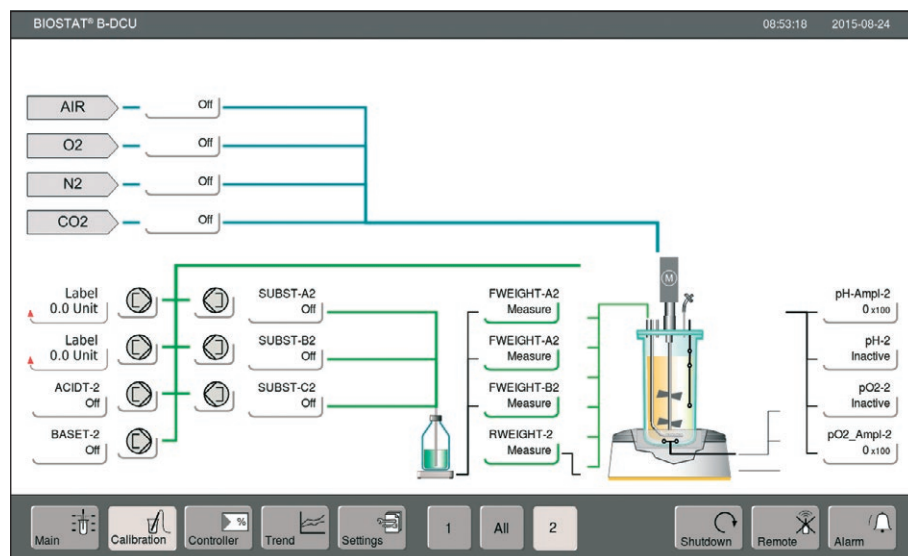 BIOSTAT® B-DCU
08:53:18 2015-08-24
AIR Off
O2 Off
N2 Off
CO2 Off
M
Label
0.0 Unit
Label
0.0 Unit
ACIDT-2
Off
BASET-2
Off
SUBST-A2
Off
SUBST-B2
Off
SUBST-C2
Off
FWEIGHT-A2
Measure
FWEIGHT-A2
Measure
FWEIGHT-B2
Measure
RWEIGHT-2
Measure
pH-Ampl-2
0 x100
pH-2
Inactive
pO2-2
Inactive
pO2_Ampl-2
0 x100
Main
Calibration
%
Controller
Trend
Settings
1
All
2
Shutdown
Remote
Alarm